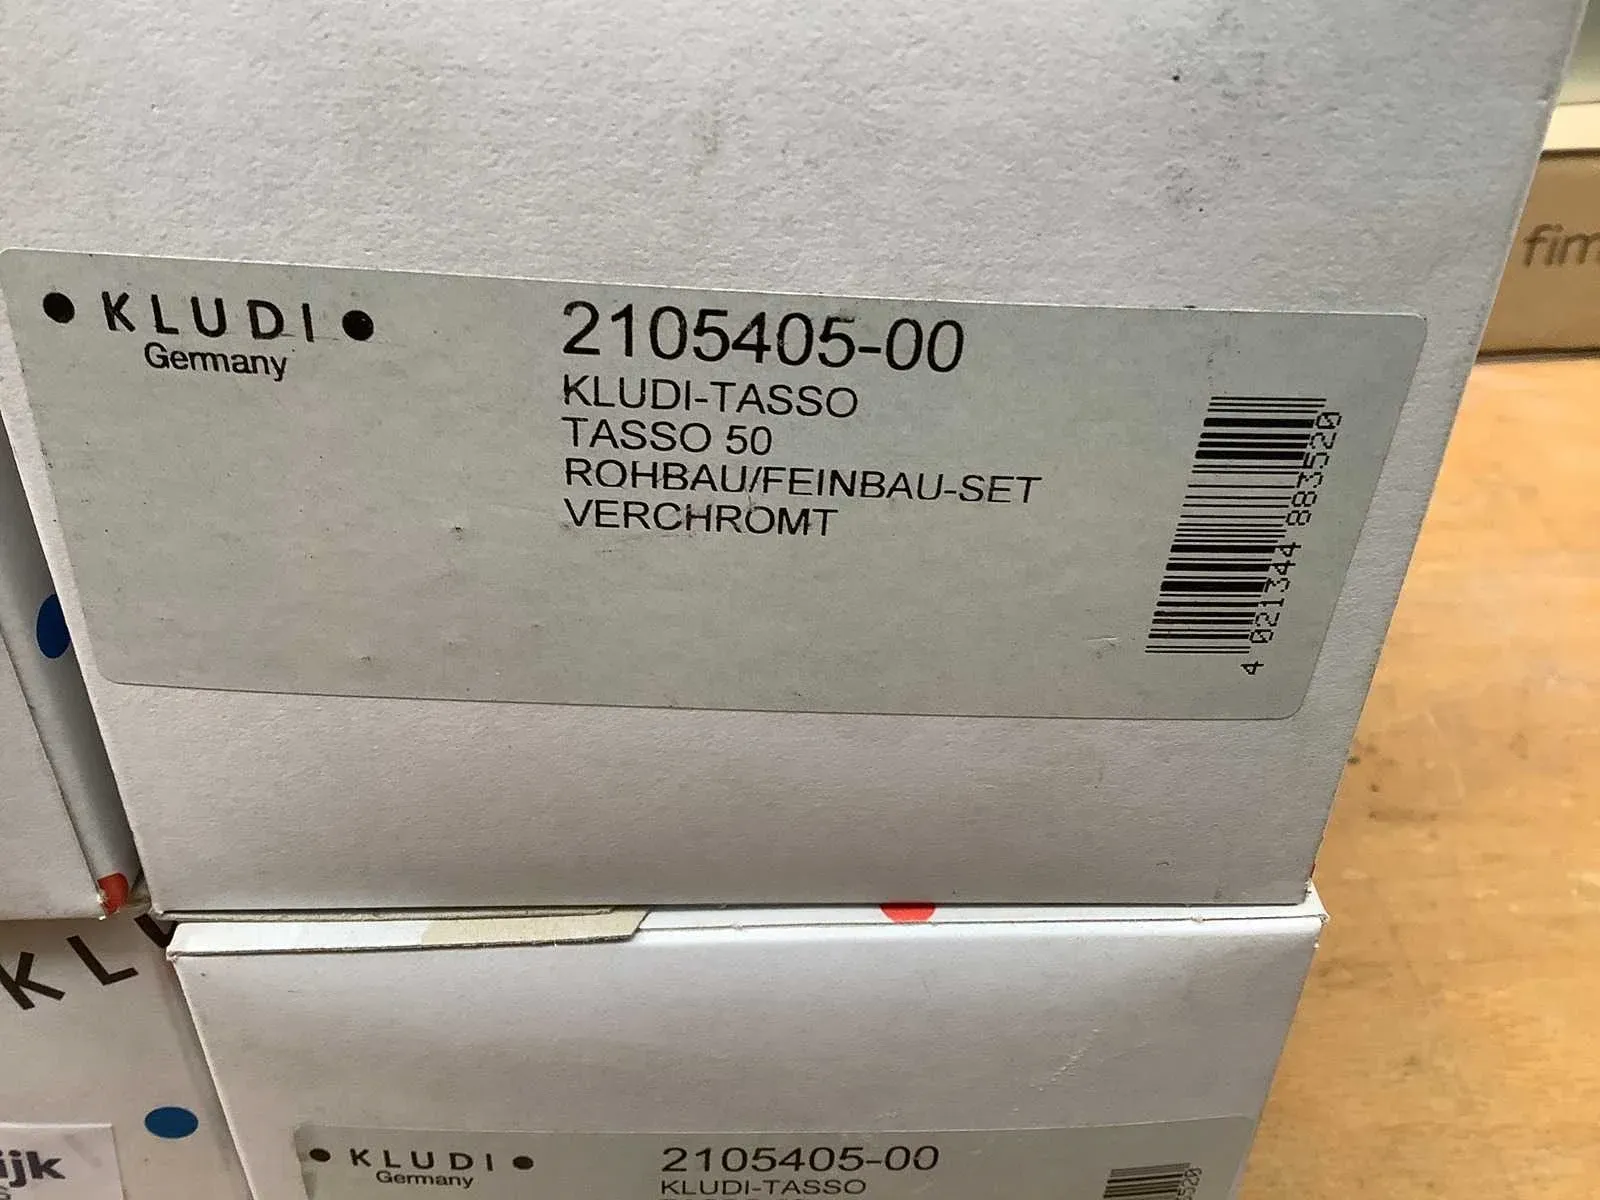 ● KLUDI ●
Germany
2105405-00
KLUDI-TASSO
TASSO 50
ROHBAU/FEINBAU-SET
VERCHROMT
4 021344 883520
fim
KL
ijk
● KLUDI ●
Germany
2105405-00
KLUDI-TASSO
3520